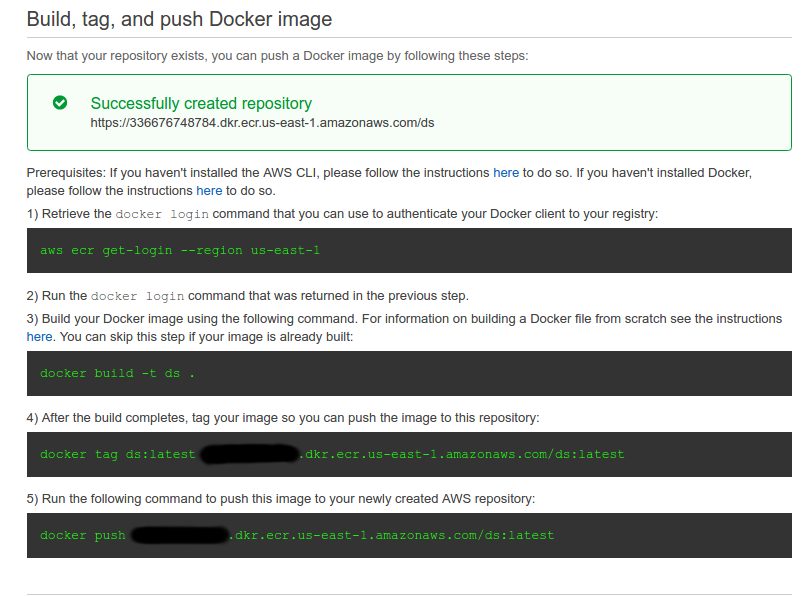 Build, tag, and push Docker image
Now that your repository exists, you can push a Docker image by following these steps:
Successfully created repository
https://336676748784.dkr.ecr.us-east-1.amazonaws.com/ds
Prerequisites: If you haven't installed the AWS CLI, please follow the instructions here to do so. If you haven't installed Docker,
please follow the instructions here to do so.
1) Retrieve the docker login command that you can use to authenticate your Docker client to your registry:
aws ecr get-login --region us-east-1
2) Run the docker login command that was returned in the previous step.
3) Build your Docker image using the following command. For information on building a Docker file from scratch see the instructions
here. You can skip this step if your image is already built:
docker build -t ds .
4) After the build completes, tag your image so you can push the image to this repository:
docker tag ds:latest .dkr.ecr.us-east-1.amazonaws.com/ds:latest
5) Run the following command to push this image to your newly created AWS repository:
docker push .dkr.ecr.us-east-1.amazonaws.com/ds:latest